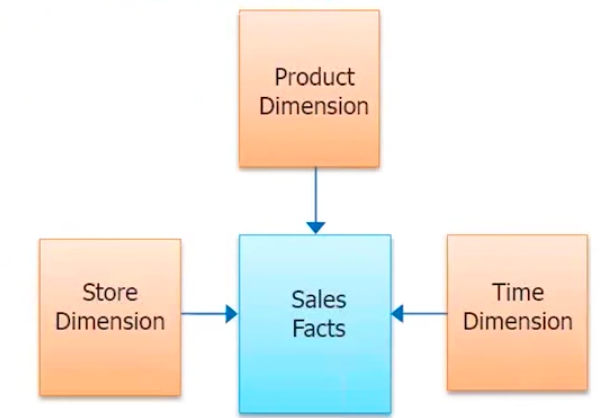 Product
Dimension
Store
Dimension
Sales
Facts
Time
Dimension